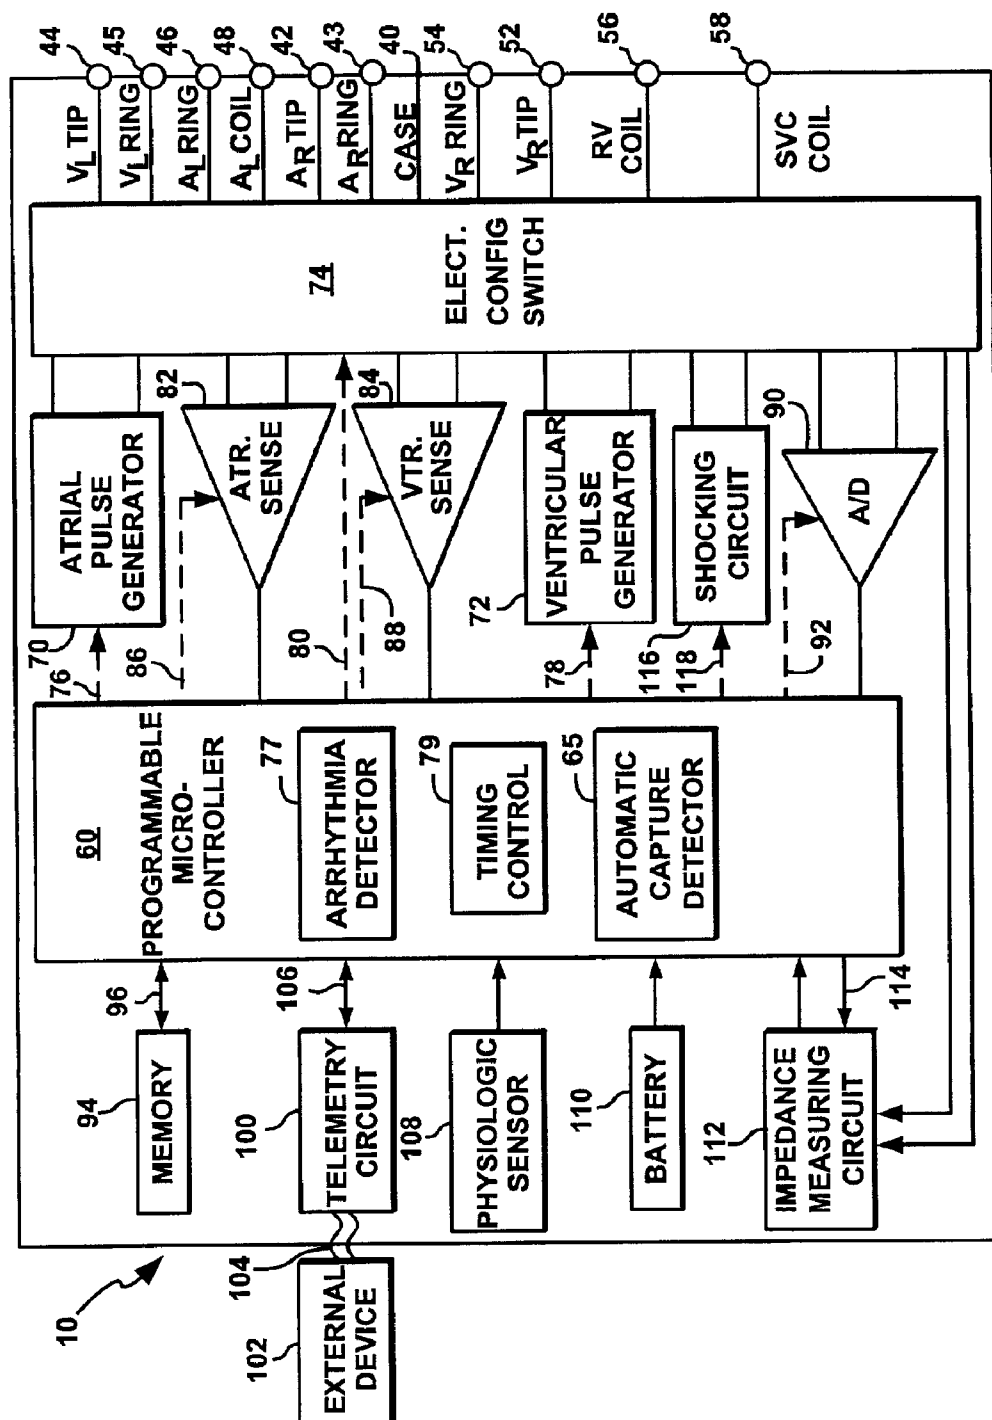 44
45
46
48
42
43
40
54
52
56
58
VL TIP
VL RING
AL RING
AL COIL
AR TIP
AR RING
CASE
VR RING
VR TIP
RV
COIL
SVC
COIL
74
ELECT.
CONFIG
SWITCH
ATRIAL
PULSE
GENERATOR
70
76
82
ATR.
SENSE
86
80
84
VTR.
SENSE
88
VENTRICULAR
PULSE
GENERATOR
72
78
SHOCKING
CIRCUIT
116
118
90
A/D
92
60
PROGRAMMABLE
MICRO-
CONTROLLER
77
ARRHYTHMIA
DETECTOR
79
TIMING
CONTROL
65
AUTOMATIC
CAPTURE
DETECTOR
96
106
114
94
MEMORY
100
TELEMETRY
CIRCUIT
108
PHYSIOLOGIC
SENSOR
110
BATTERY
112
IMPEDANCE
MEASURING
CIRCUIT
10
104
102
EXTERNAL
DEVICE